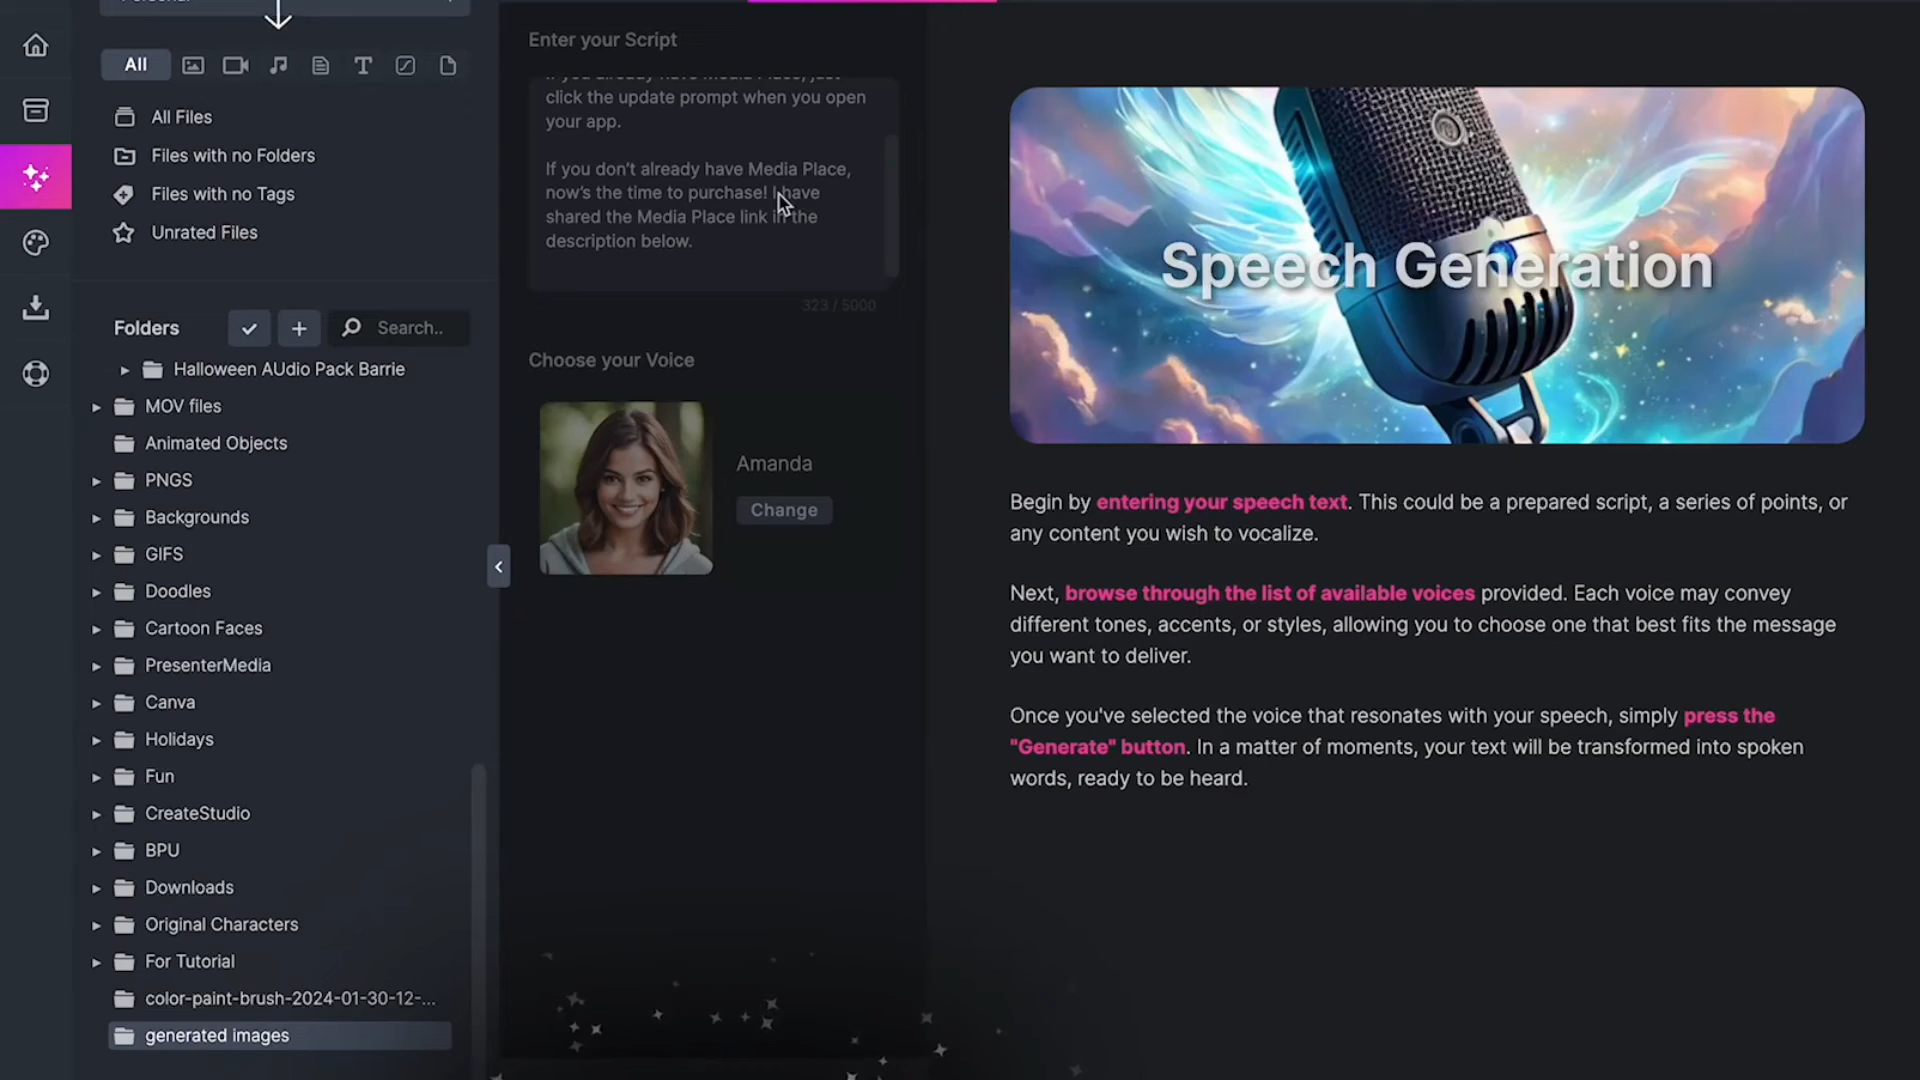 All
All Files
Files with no Folders
Files with no Tags
Unrated Files
Folders
Search..
Halloween AUdio Pack Barrie
MOV files
Animated Objects
PNGS
Backgrounds
GIFS
Doodles
Cartoon Faces
PresenterMedia
Canva
Holidays
Fun
CreateStudio
BPU
Downloads
Original Characters
For Tutorial
color-paint-brush-2024-01-30-12-...
generated images
Enter your Script
If you already have Media Place, just
click the update prompt when you open
your app.
If you don’t already have Media Place,
now’s the time to purchase! I have
shared the Media Place link in the
description below.
323 / 5000
Choose your Voice
Amanda
Change
Speech Generation
Begin by entering your speech text. This could be a prepared script, a series of points, or
any content you wish to vocalize.
Next, browse through the list of available voices provided. Each voice may convey
different tones, accents, or styles, allowing you to choose one that best fits the message
you want to deliver.
Once you've selected the voice that resonates with your speech, simply press the
"Generate" button. In a matter of moments, your text will be transformed into spoken
words, ready to be heard.